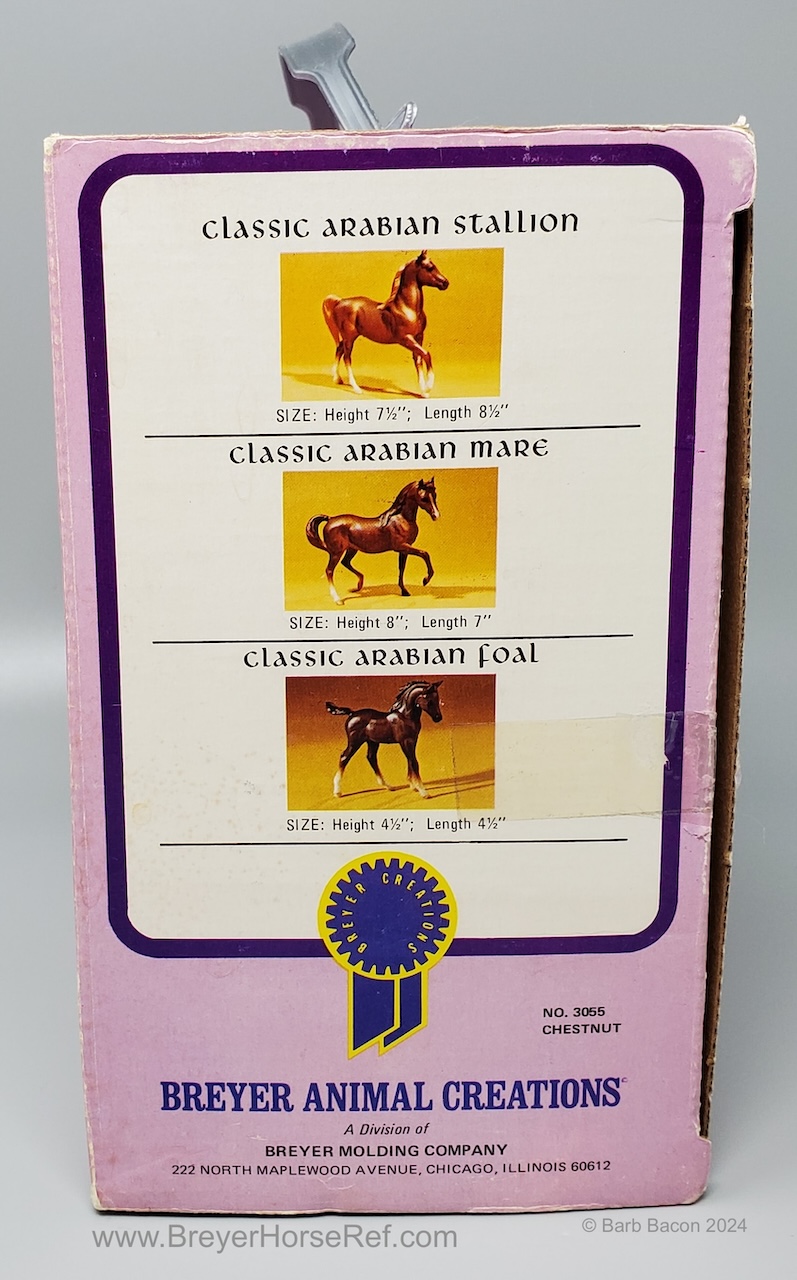 CLASSIC ARABIAN STALLION
SIZE: Height 7½"; Length 8½"
CLASSIC ARABIAN MARE
SIZE: Height 8"; Length 7"
CLASSIC ARABIAN FOAL
SIZE: Height 4½"; Length 4½"
BREYER CREATIONS
NO. 3055
CHESTNUT
BREYER ANIMAL CREATIONS©
A Division of
BREYER MOLDING COMPANY
222 NORTH MAPLEWOOD AVENUE, CHICAGO, ILLINOIS 60612
www.BreyerHorseRef.com
© Barb Bacon 2024